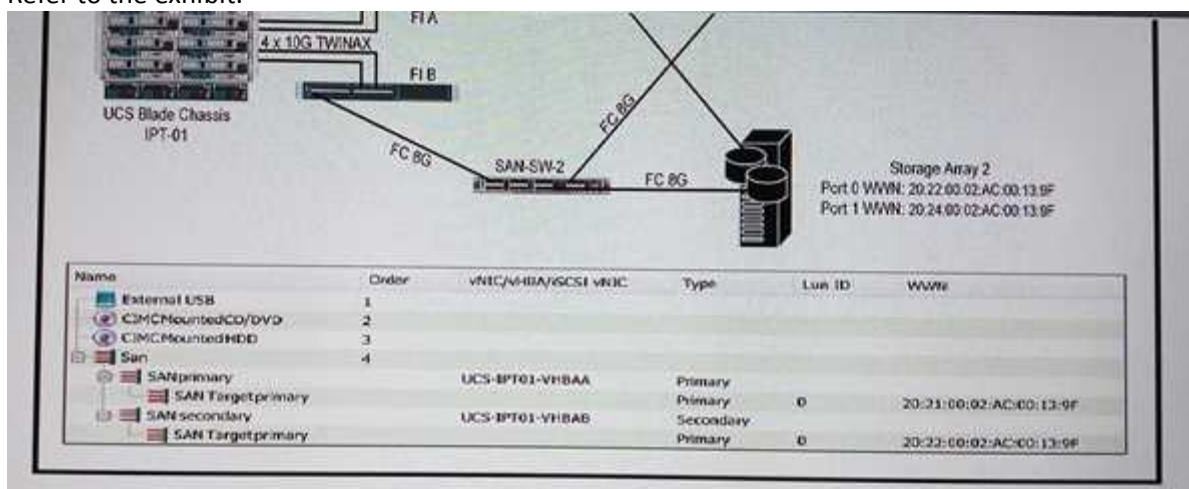 Refer to the exhibit.
FI A
4 x 10G TWINAX
FI B
UCS Blade Chassis
IPT-01
FC 8G
FC 8G
SAN-SW-2
FC 8G
Storage Array 2
Port 0 WWN: 20:22:00:02:AC:00:13:9F
Port 1 WWN: 20:24:00:02:AC:00:13:9F
Name Order vNIC/vHBA/iSCSI vNIC Type Lun ID WWN
External USB 1
CIMCMountedCD/DVD 2
CIMCMountedHDD 3
San 4
SANprimary UCS-IPT01-VHBAA Primary
SAN Targetprimary Primary 0 20:21:00:02:AC:00:13:9F
SAN secondary UCS-IPT01-VHBAB Secondary
SAN Targetprimary Primary 0 20:22:00:02:AC:00:13:9F